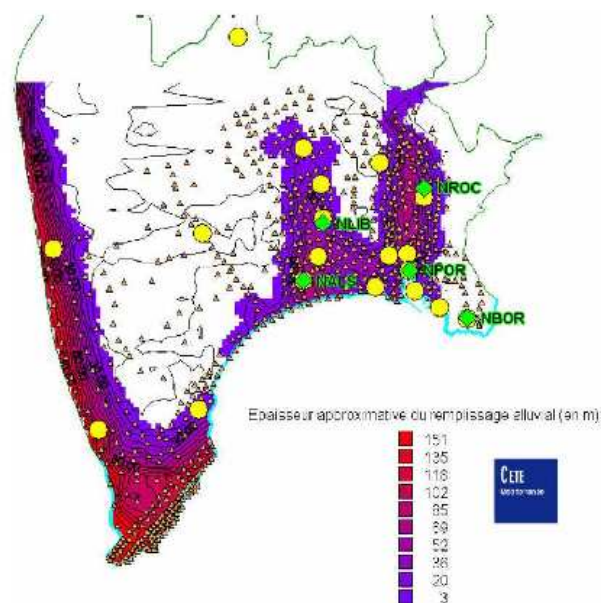 NROC
NLIB
NPOR
NALS
NBOR
Epaisseur approximative du remplissage alluvial (en m)
151
135
118
102
85
69
52
36
20
3
CETE
Méditerranée